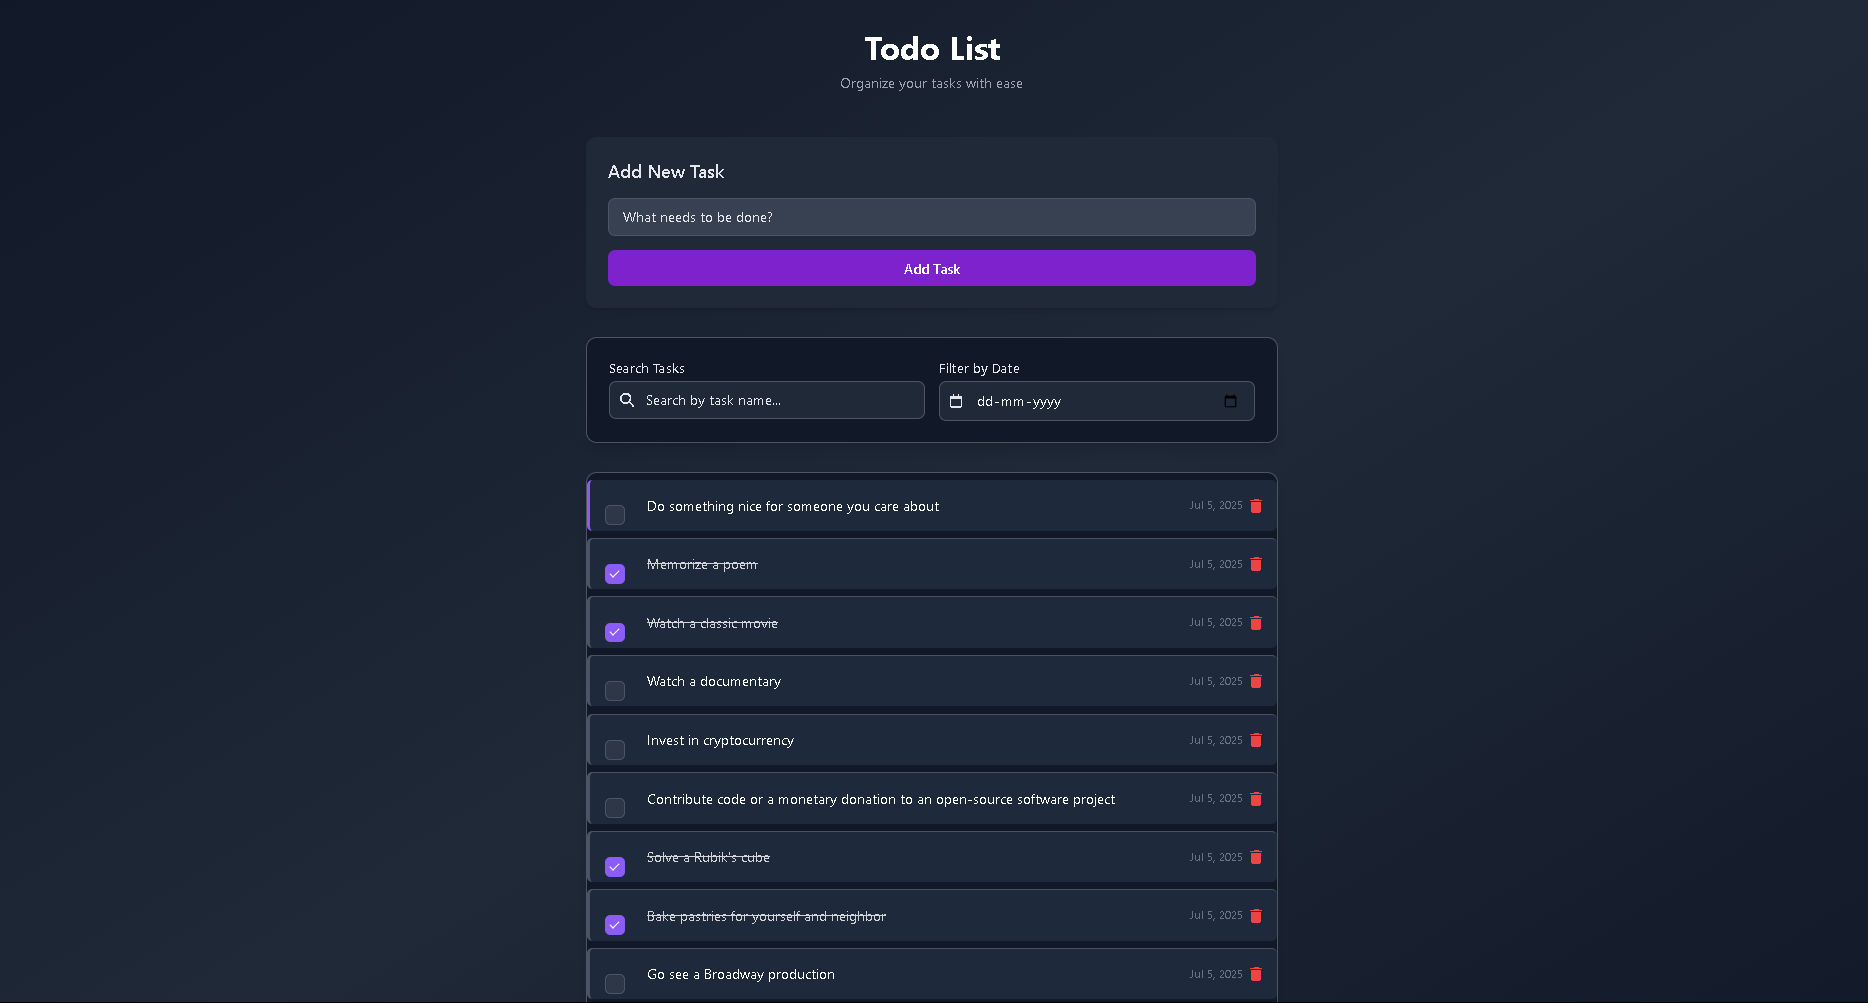 Todo List
Organize your tasks with ease
Add New Task
What needs to be done?
Add Task
Search Tasks
Search by task name...
Filter by Date
dd-mm-yyyy
Do something nice for someone you care about Jul 5, 2025
Memorize a poem Jul 5, 2025
Watch a classic movie Jul 5, 2025
Watch a documentary Jul 5, 2025
Invest in cryptocurrency Jul 5, 2025
Contribute code or a monetary donation to an open-source software project Jul 5, 2025
Solve a Rubik's cube Jul 5, 2025
Bake pastries for yourself and neighbor Jul 5, 2025
Go see a Broadway production Jul 5, 2025